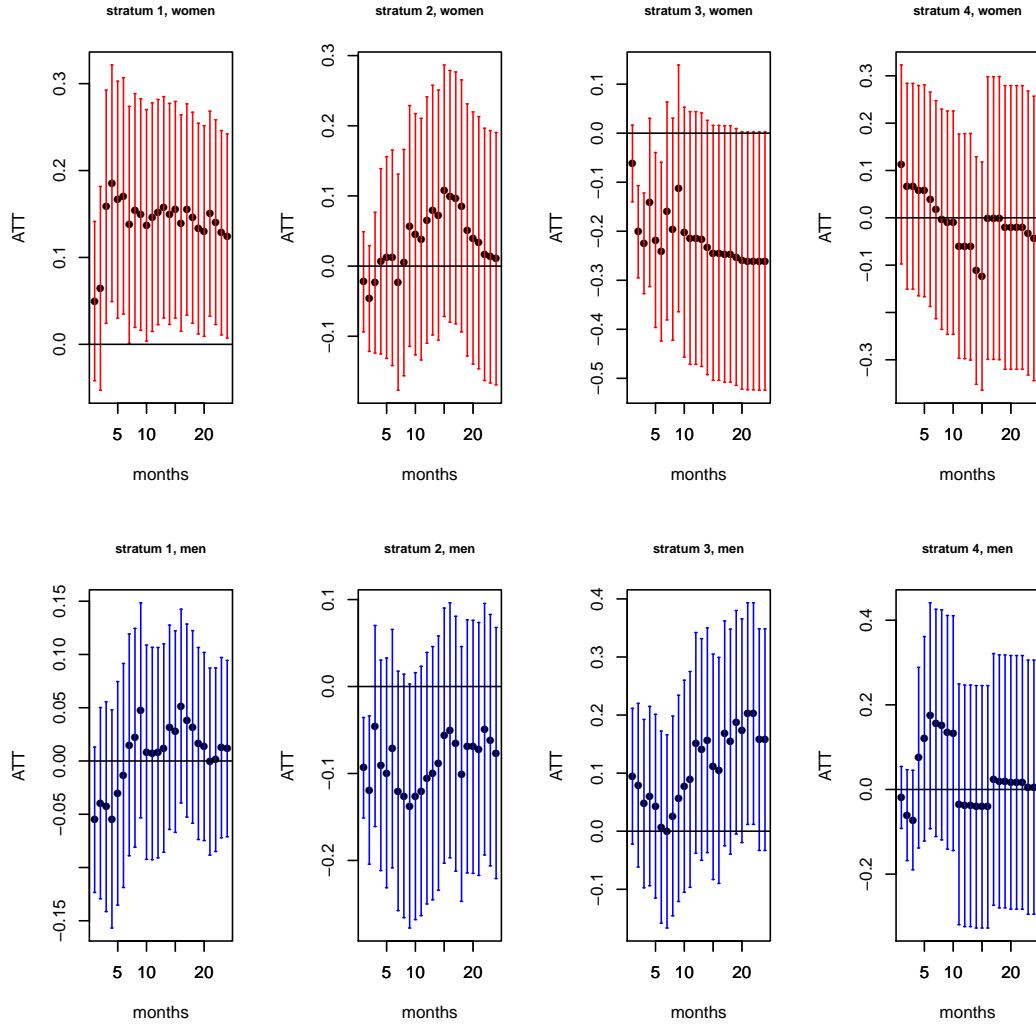 stratum 1, women
ATT
0.0
0.1
0.2
0.3
5
10
20
months
stratum 2, women
ATT
−0.1
0.0
0.1
0.2
0.3
5
10
20
months
stratum 3, women
ATT
−0.5
−0.4
−0.3
−0.2
−0.1
0.0
0.1
5
10
20
months
stratum 4, women
ATT
−0.3
−0.1
0.0
0.1
0.2
0.3
5
10
20
months
stratum 1, men
ATT
−0.15
−0.05
0.00
0.05
0.10
0.15
5
10
20
months
stratum 2, men
ATT
−0.2
−0.1
0.0
0.1
5
10
20
months
stratum 3, men
ATT
−0.1
0.0
0.1
0.2
0.3
0.4
5
10
20
months
stratum 4, men
ATT
−0.2
0.0
0.2
0.4
5
10
20
months